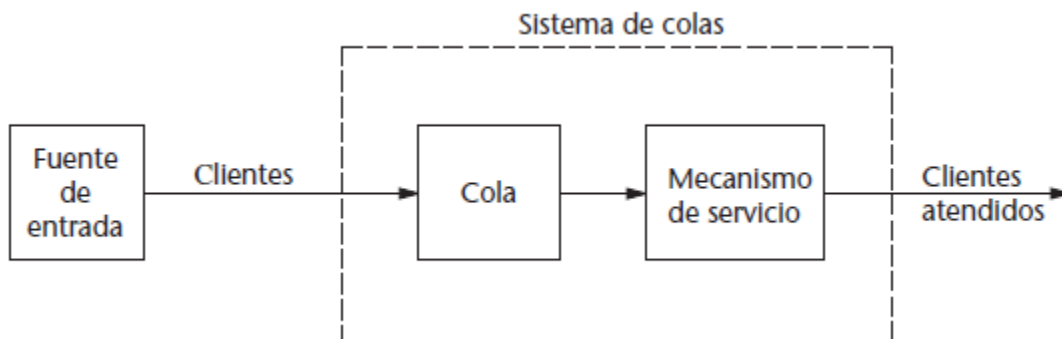 Sistema de colas
Fuente
de
entrada
Clientes
Cola
Mecanismo
de servicio
Clientes
atendidos